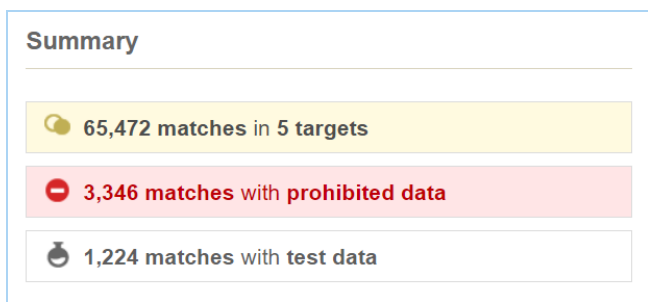 Summary
65,472 matches in 5 targets
3,346 matches with prohibited data
1,224 matches with test data